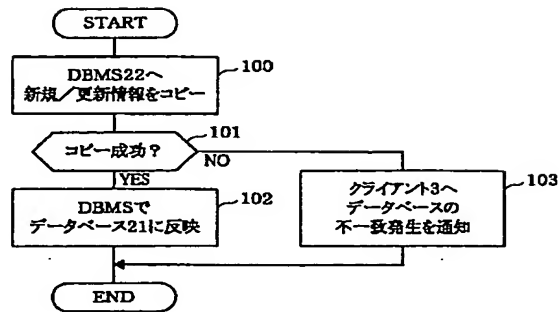 START
DBMS22へ
新規／更新情報をコピー
100
コピー成功？
101
NO
YES
DBMSで
データベース21に反映
102
クライアント3へ
データベースの
不一致発生を通知
103
END